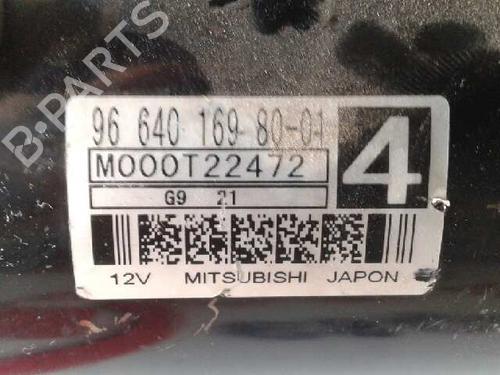 B-PARTS
96 640 169 80-01
4
M000T22472
G9 21
12V MITSUBISHI JAPON